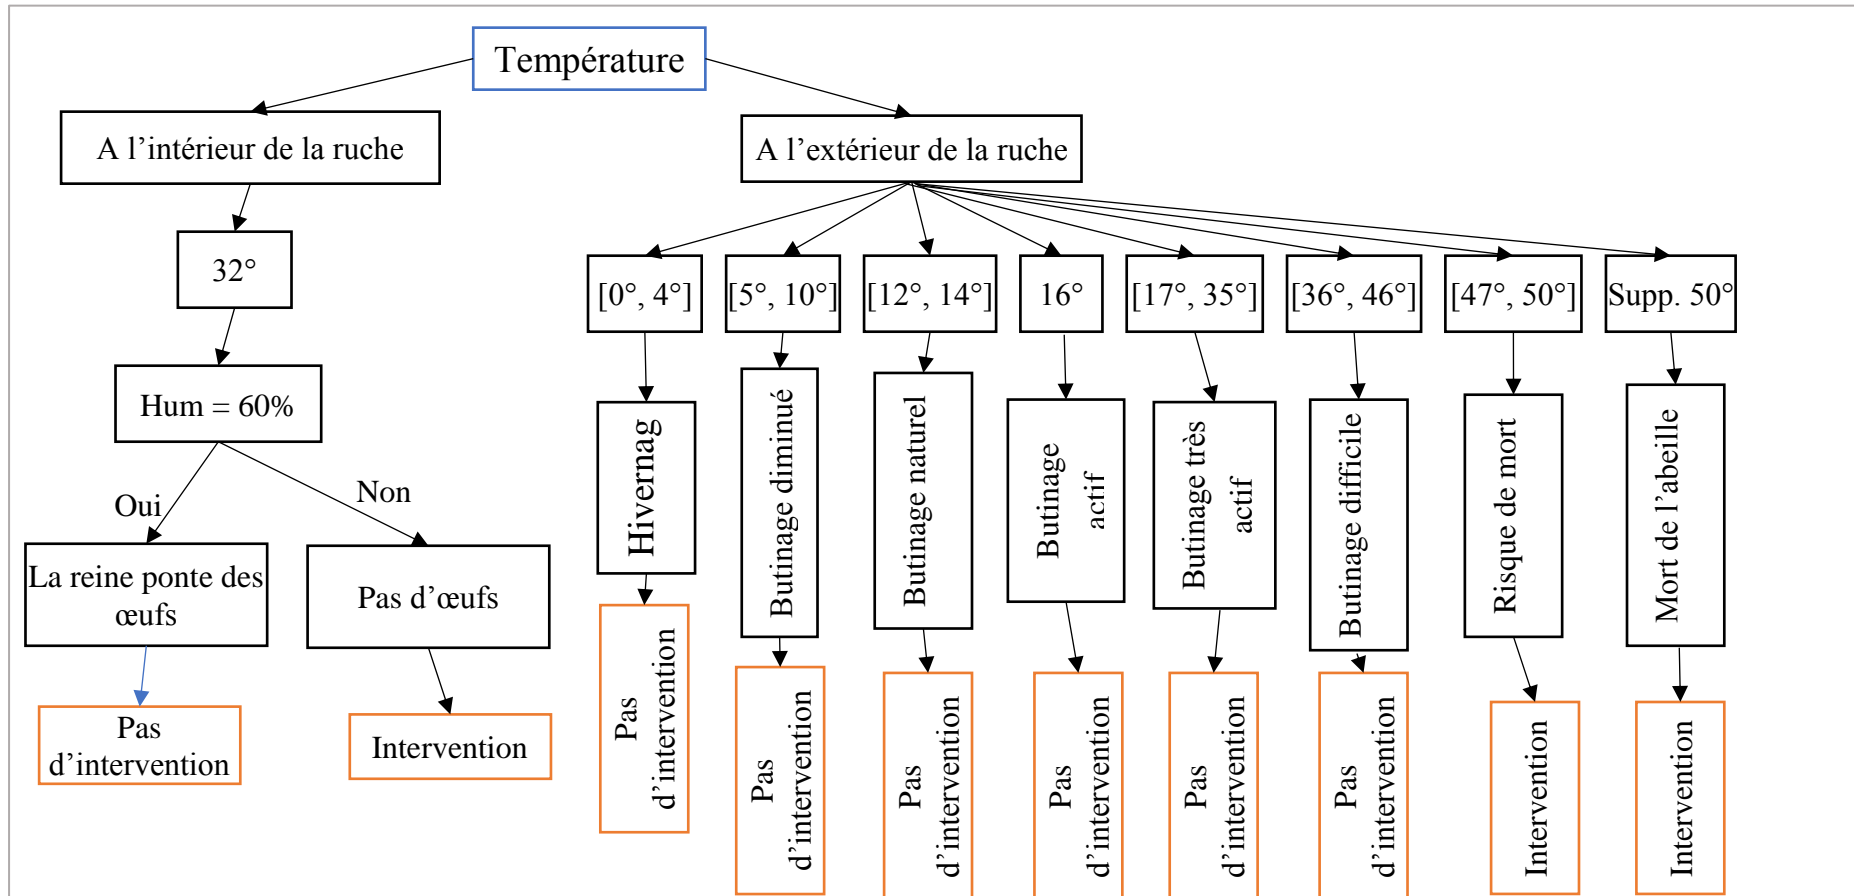 Température
A l’intérieur de la ruche
A l’extérieur de la ruche
32°
[0°, 4°]
[5°, 10°]
[12°, 14°]
16°
[17°, 35°]
[36°, 46°]
[47°, 50°]
Supp. 50°
Hum = 60%
Oui
Non
La reine ponte des
œufs
Pas d’œufs
Pas
d’intervention
Intervention
Hivernag
Butinage diminué
Butinage naturel
Butinage
actif
Butinage très
actif
Butinage difficile
Risque de mort
Mort de l’abeille
Pas
d’intervention
Pas
d’intervention
Pas
d’intervention
Pas
d’intervention
Pas
d’intervention
Pas
d’intervention
Intervention
Intervention